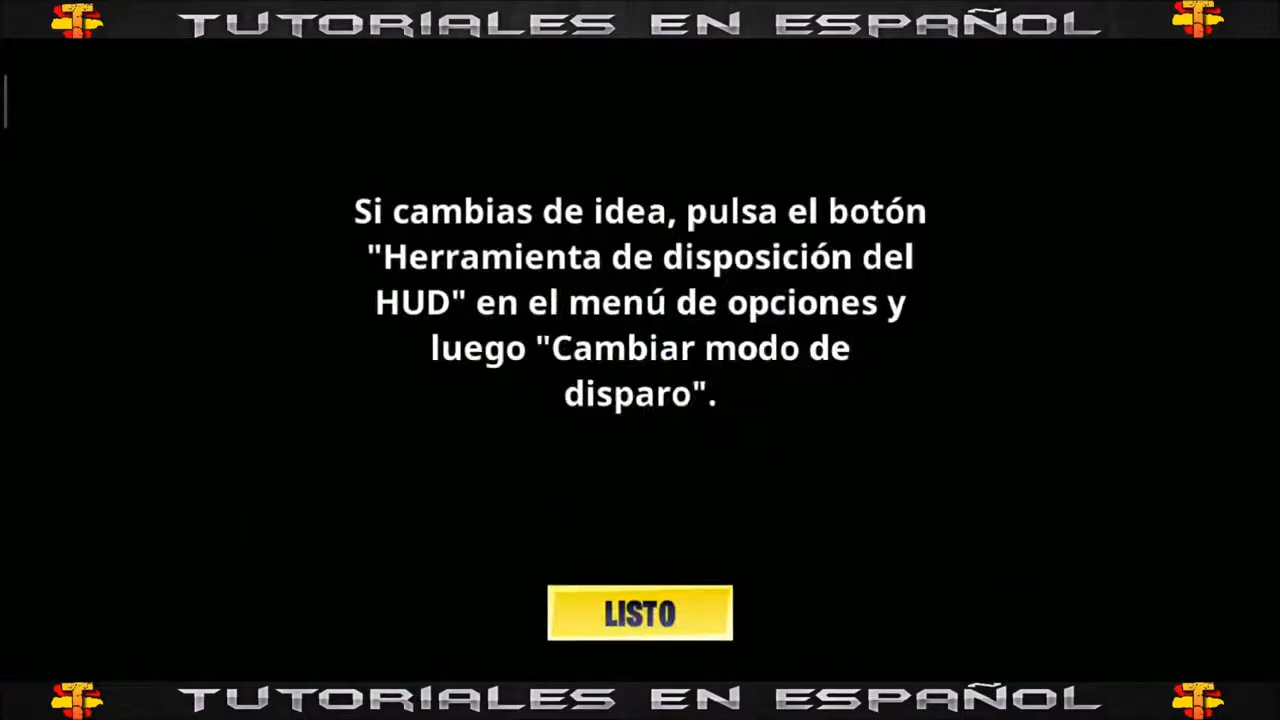 TUTORIALES EN ESPAÑOL
Si cambias de idea, pulsa el botón
"Herramienta de disposición del
HUD" en el menú de opciones y
luego "Cambiar modo de
disparo".
LISTO
TUTORIALES EN ESPAÑOL